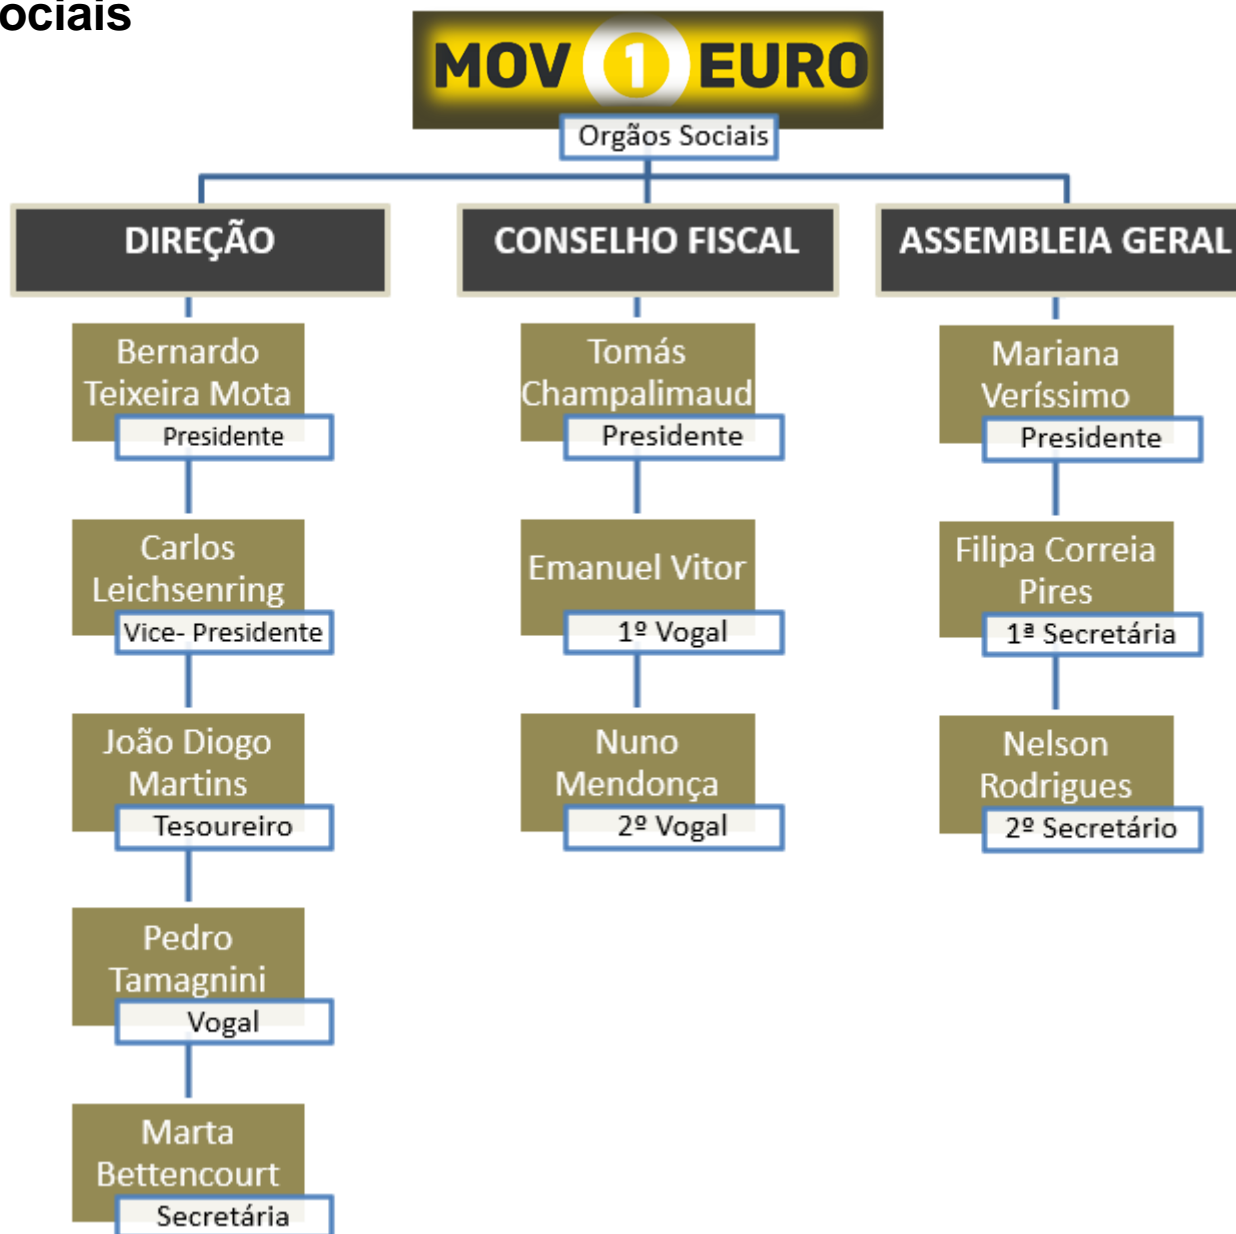 ociais
MOV 1 EURO
Orgãos Sociais
DIREÇÃO
Bernardo
Teixeira Mota
Presidente
Carlos
Leichsenring
Vice- Presidente
João Diogo
Martins
Tesoureiro
Pedro
Tamagnini
Vogal
Marta
Bettencourt
Secretária
CONSELHO FISCAL
Tomás
Champalimaud
Presidente
Emanuel Vitor
1º Vogal
Nuno
Mendonça
2º Vogal
ASSEMBLEIA GERAL
Mariana
Veríssimo
Presidente
Filipa Correia
Pires
1ª Secretária
Nelson
Rodrigues
2º Secretário